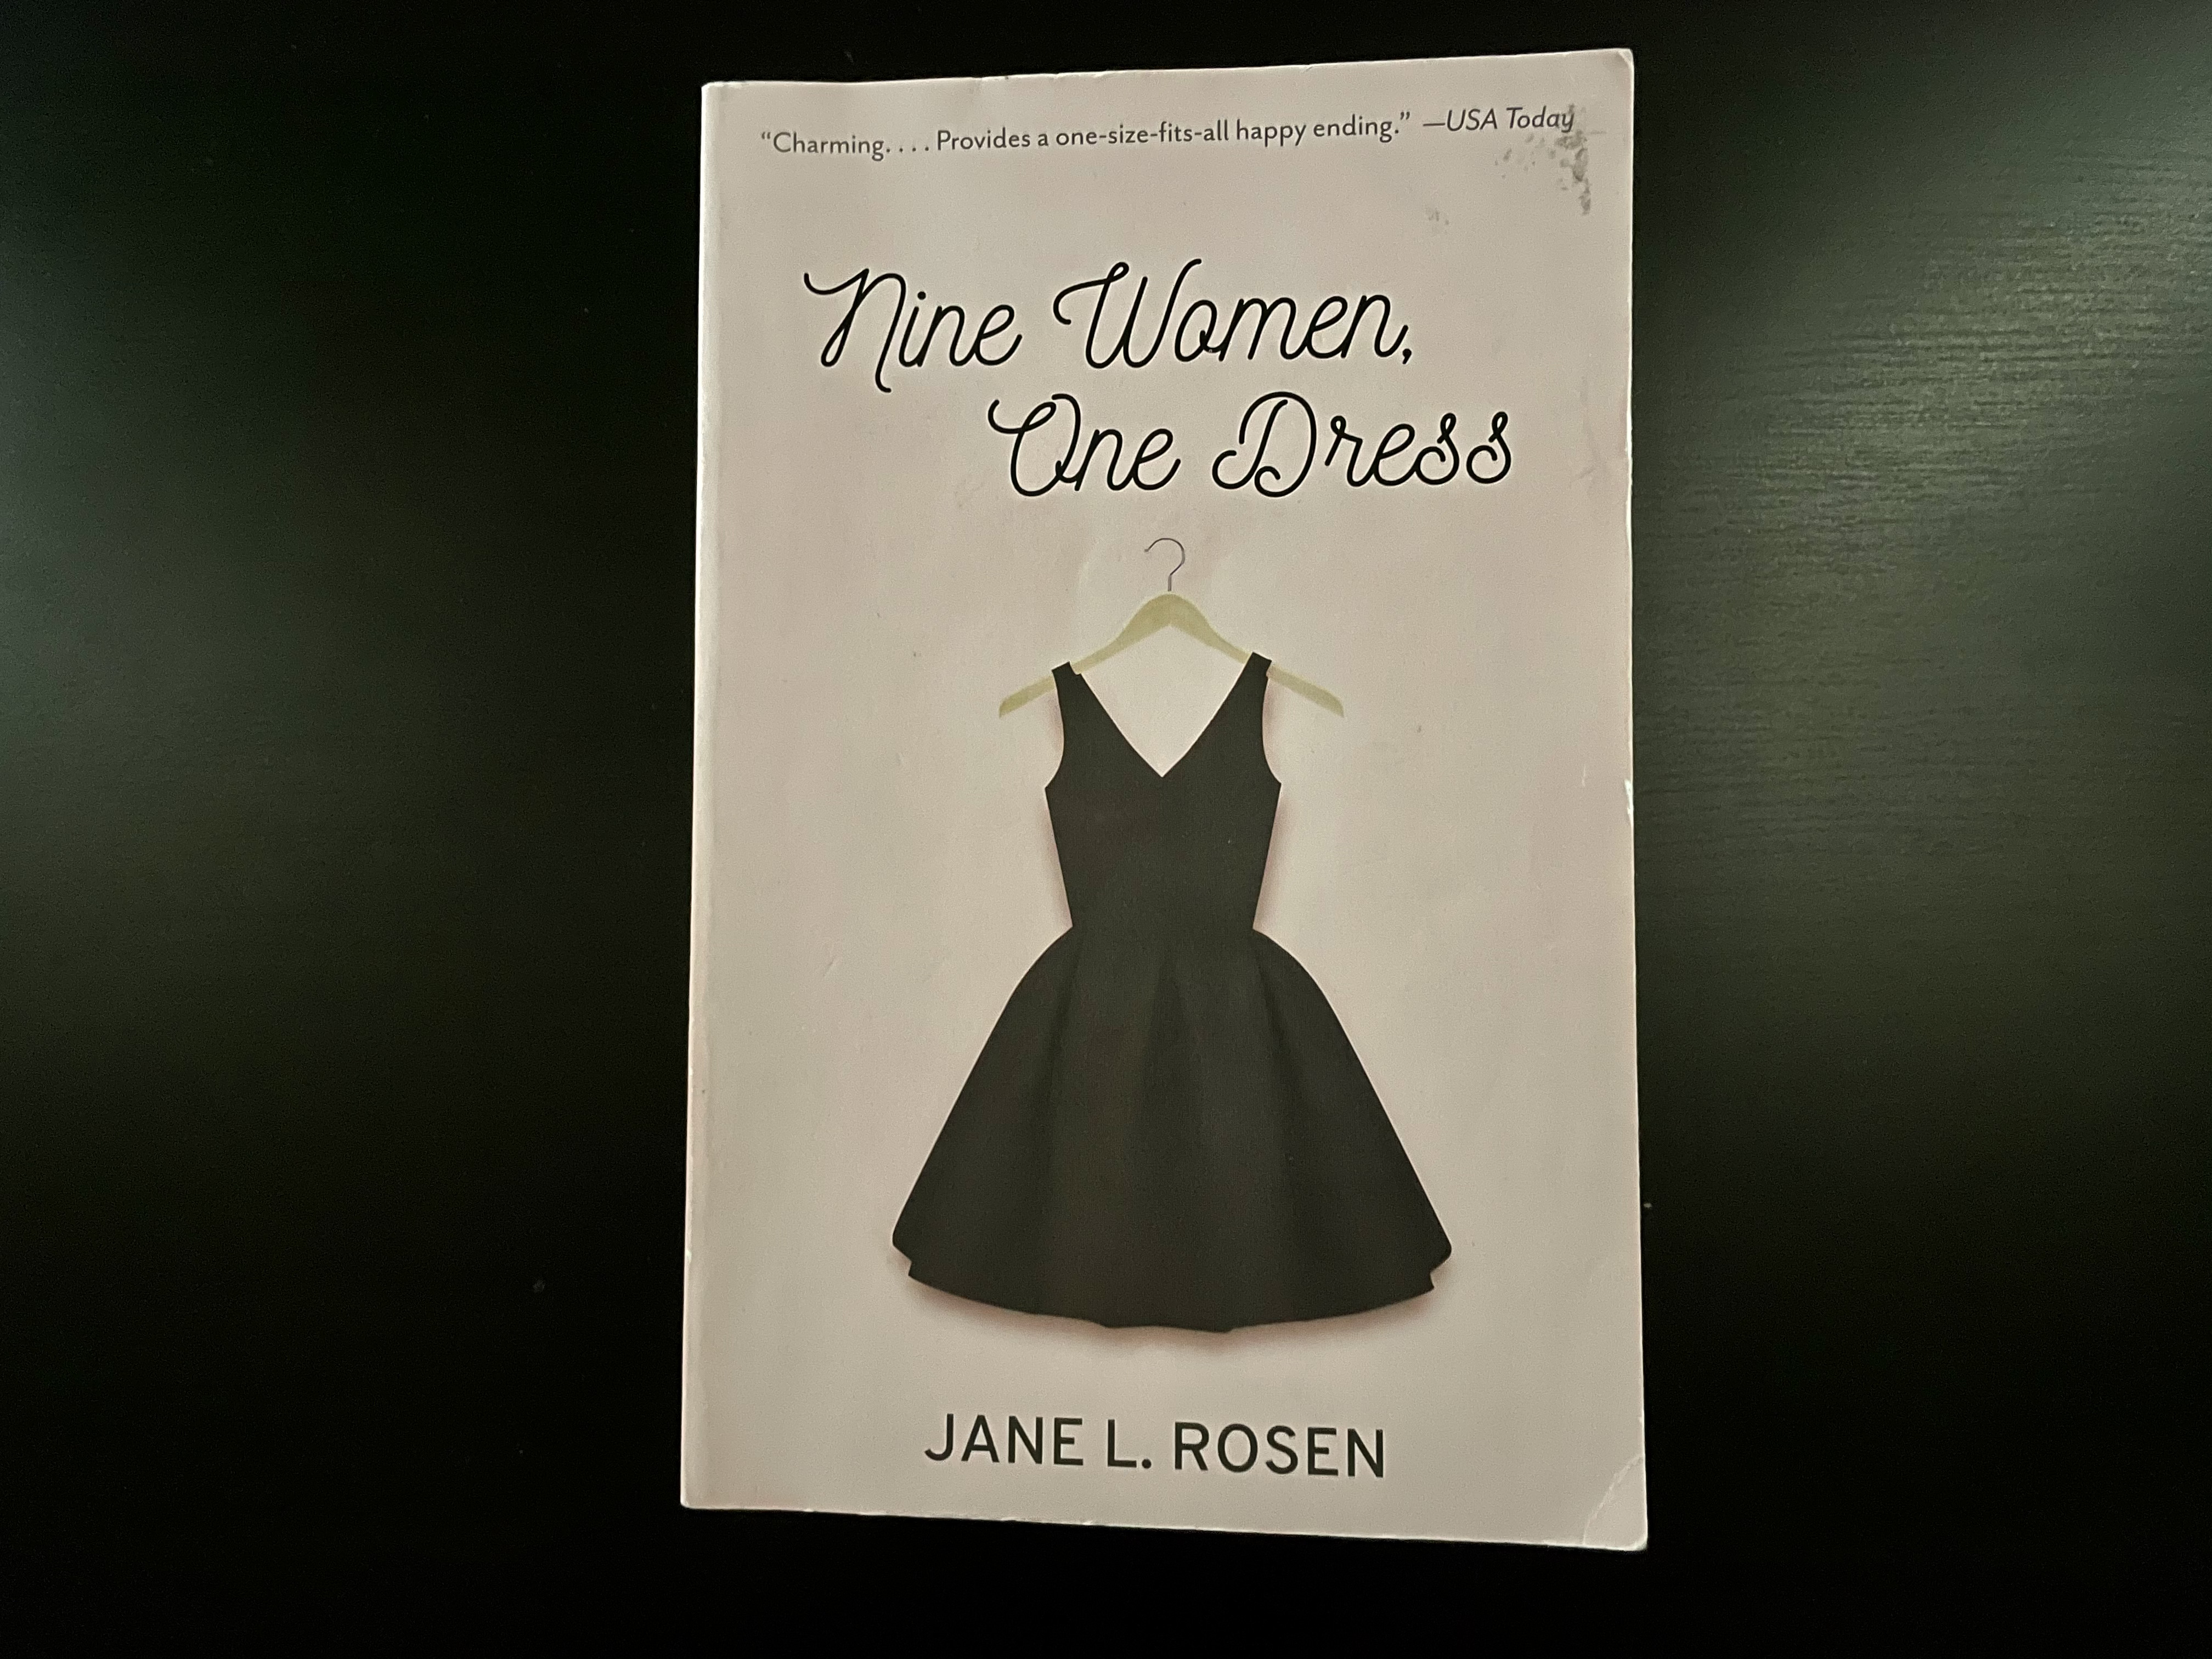 “Charming. . . . Provides a one-size-fits-all happy ending.” —USA Today
Nine Women,
One Dress
JANE L. ROSEN